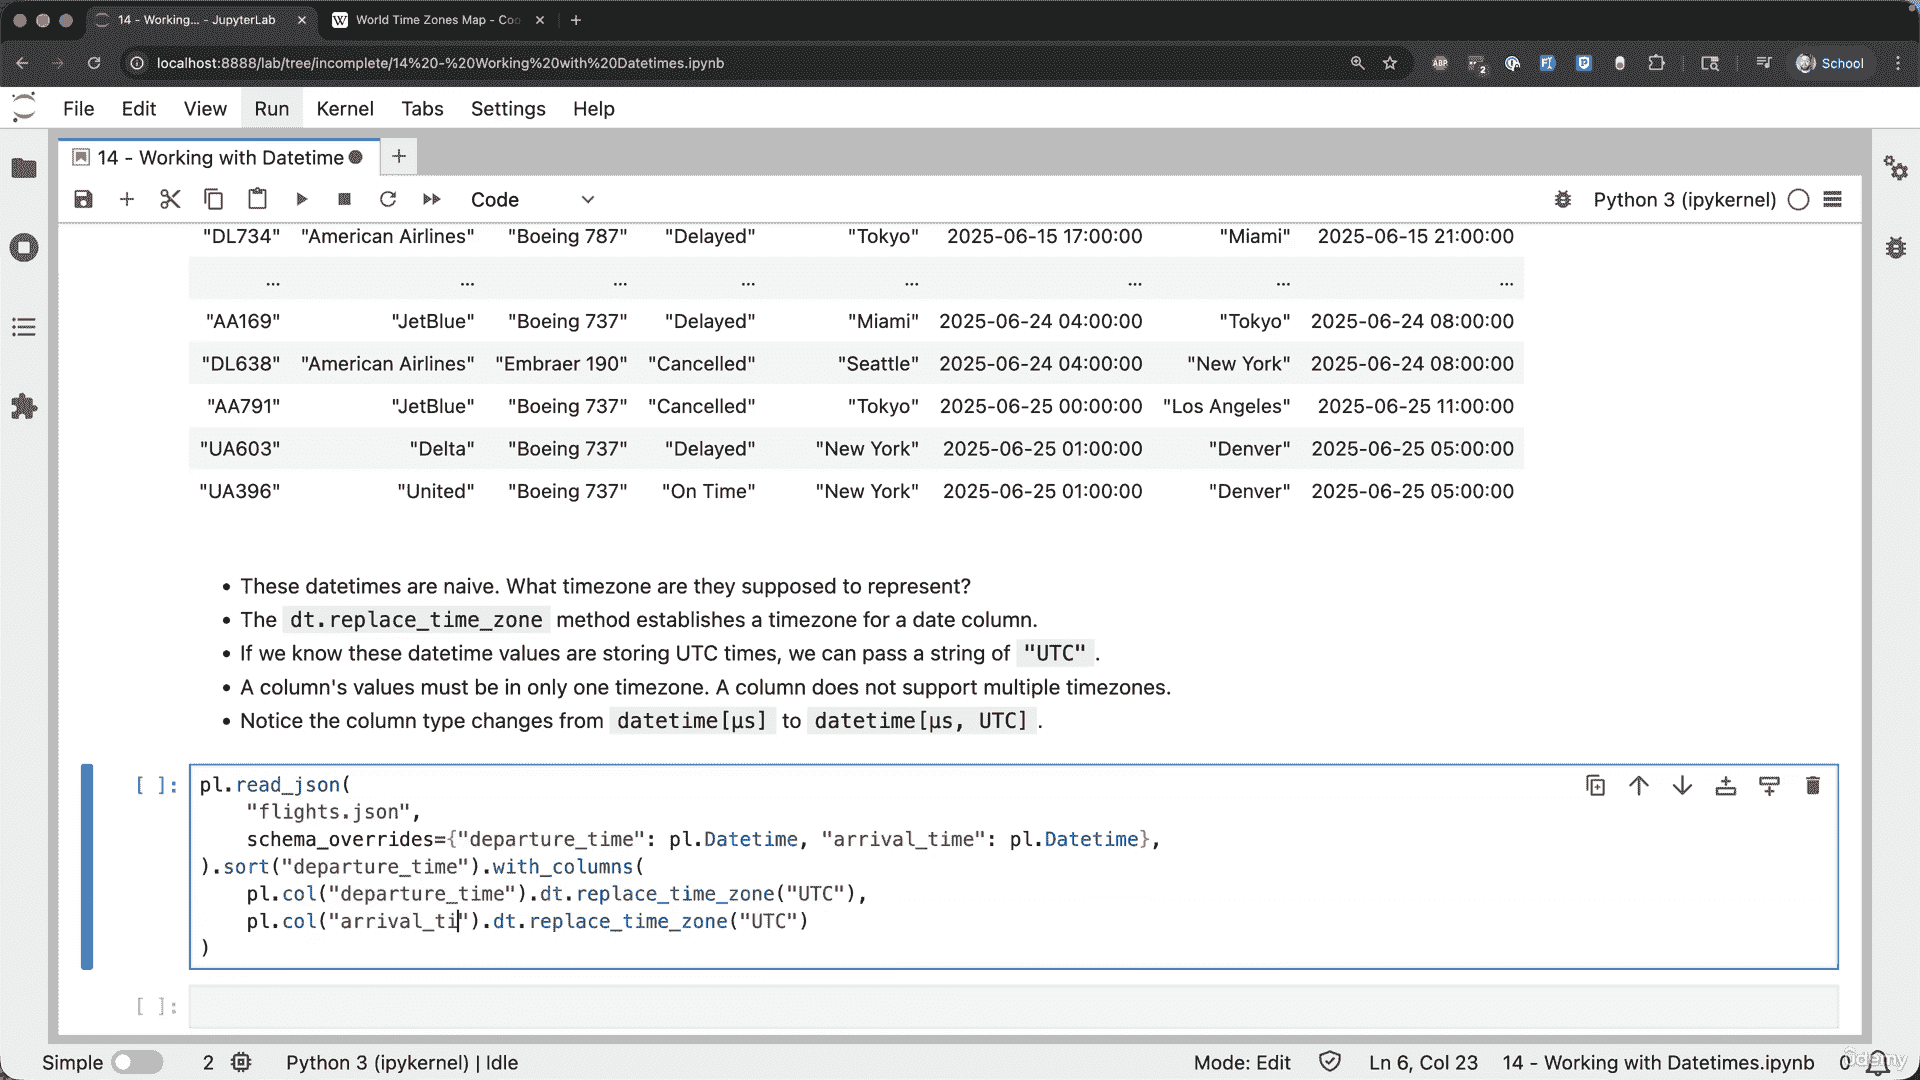 14 - Working... - JupyterLab
World Time Zones Map - Coo
localhost:8888/lab/tree/incomplete/14%20-%20Working%20with%20Datetimes.ipynb
ABP
2
School
File Edit View Run Kernel Tabs Settings Help
14 - Working with Datetime
Code
Python 3 (ipykernel)
"DL734" "American Airlines" "Boeing 787" "Delayed" "Tokyo" 2025-06-15 17:00:00 "Miami" 2025-06-15 21:00:00
... ... ... ... ... ... ... ...
"AA169" "JetBlue" "Boeing 737" "Delayed" "Miami" 2025-06-24 04:00:00 "Tokyo" 2025-06-24 08:00:00
"DL638" "American Airlines" "Embraer 190" "Cancelled" "Seattle" 2025-06-24 04:00:00 "New York" 2025-06-24 08:00:00
"AA791" "JetBlue" "Boeing 737" "Cancelled" "Tokyo" 2025-06-25 00:00:00 "Los Angeles" 2025-06-25 11:00:00
"UA603" "Delta" "Boeing 737" "Delayed" "New York" 2025-06-25 01:00:00 "Denver" 2025-06-25 05:00:00
"UA396" "United" "Boeing 737" "On Time" "New York" 2025-06-25 01:00:00 "Denver" 2025-06-25 05:00:00
• These datetimes are naive. What timezone are they supposed to represent?
• The dt.replace_time_zone method establishes a timezone for a date column.
• If we know these datetime values are storing UTC times, we can pass a string of "UTC" .
• A column's values must be in only one timezone. A column does not support multiple timezones.
• Notice the column type changes from datetime[μs] to datetime[μs, UTC] .
[ ]: pl.read_json(
"flights.json",
schema_overrides={"departure_time": pl.Datetime, "arrival_time": pl.Datetime},
).sort("departure_time").with_columns(
pl.col("departure_time").dt.replace_time_zone("UTC"),
pl.col("arrival_ti").dt.replace_time_zone("UTC")
)
[ ]:
Simple 2 Python 3 (ipykernel) | Idle Mode: Edit Ln 6, Col 23 14 - Working with Datetimes.ipynb 0
Udemy